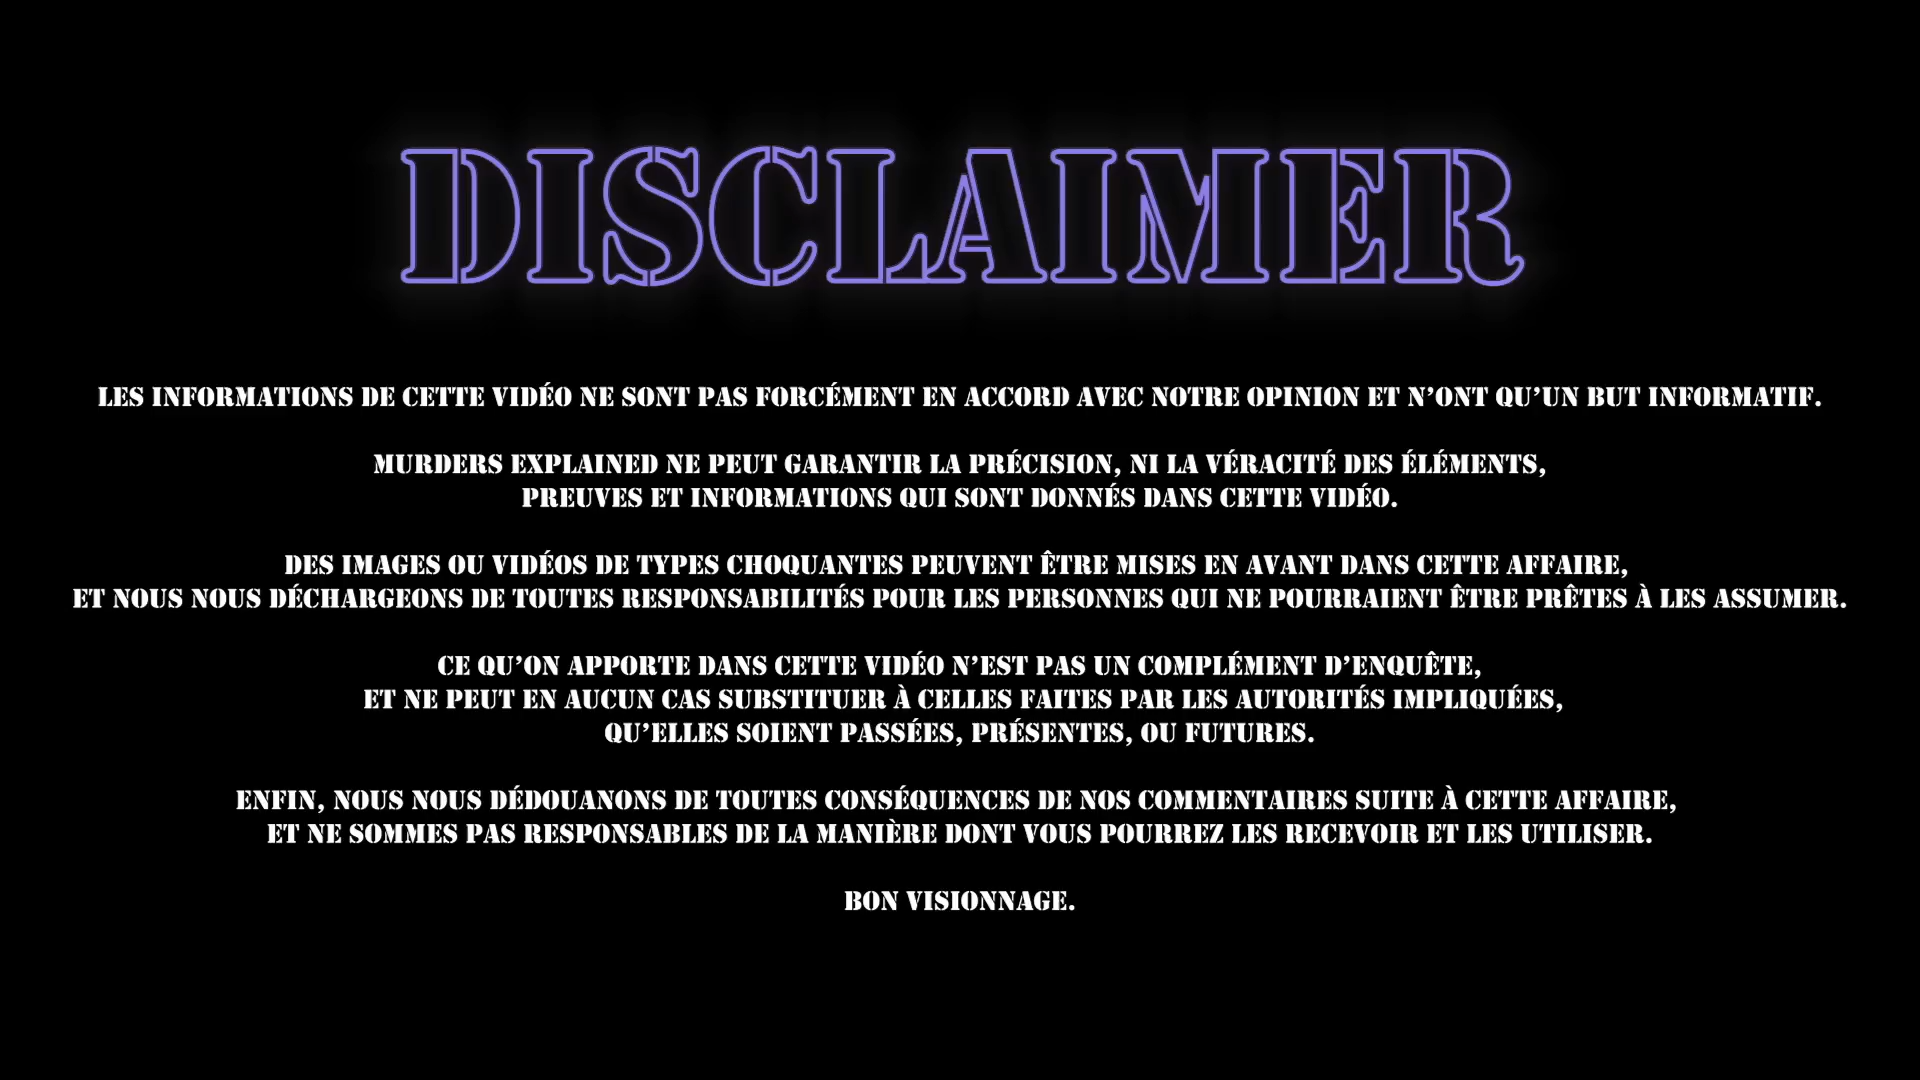 DISCLAIMER
LES INFORMATIONS DE CETTE VIDÉO NE SONT PAS FORCÉMENT EN ACCORD AVEC NOTRE OPINION ET N’ONT QU’UN BUT INFORMATIF.
MURDERS EXPLAINED NE PEUT GARANTIR LA PRÉCISION, NI LA VÉRACITÉ DES ÉLÉMENTS,
PREUVES ET INFORMATIONS QUI SONT DONNÉS DANS CETTE VIDÉO.
DES IMAGES OU VIDÉOS DE TYPES CHOQUANTES PEUVENT ÊTRE MISES EN AVANT DANS CETTE AFFAIRE,
ET NOUS NOUS DÉCHARGEONS DE TOUTES RESPONSABILITÉS POUR LES PERSONNES QUI NE POURRAIENT ÊTRE PRÊTES À LES ASSUMER.
CE QU’ON APPORTE DANS CETTE VIDÉO N’EST PAS UN COMPLÉMENT D’ENQUÊTE,
ET NE PEUT EN AUCUN CAS SUBSTITUER À CELLES FAITES PAR LES AUTORITÉS IMPLIQUÉES,
QU’ELLES SOIENT PASSÉES, PRÉSENTES, OU FUTURES.
ENFIN, NOUS NOUS DÉDOUANONS DE TOUTES CONSÉQUENCES DE NOS COMMENTAIRES SUITE À CETTE AFFAIRE,
ET NE SOMMES PAS RESPONSABLES DE LA MANIÈRE DONT VOUS POURREZ LES RECEVOIR ET LES UTILISER.
BON VISIONNAGE.